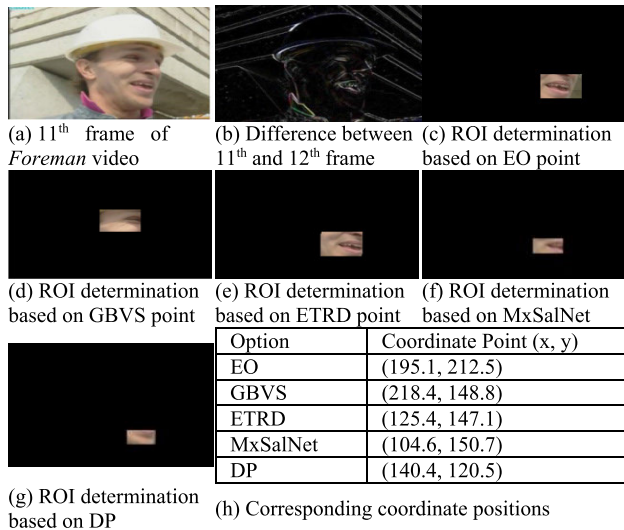 (a) 11th frame of
Foreman video
(b) Difference between
11th and 12th frame
(c) ROI determination
based on EO point
(d) ROI determination
based on GBVS point
(e) ROI determination
based on ETRD point
(f) ROI determination
based on MxSalNet
Option Coordinate Point (x, y)
EO (195.1, 212.5)
GBVS (218.4, 148.8)
ETRD (125.4, 147.1)
MxSalNet (104.6, 150.7)
DP (140.4, 120.5)
(g) ROI determination
based on DP
(h) Corresponding coordinate positions